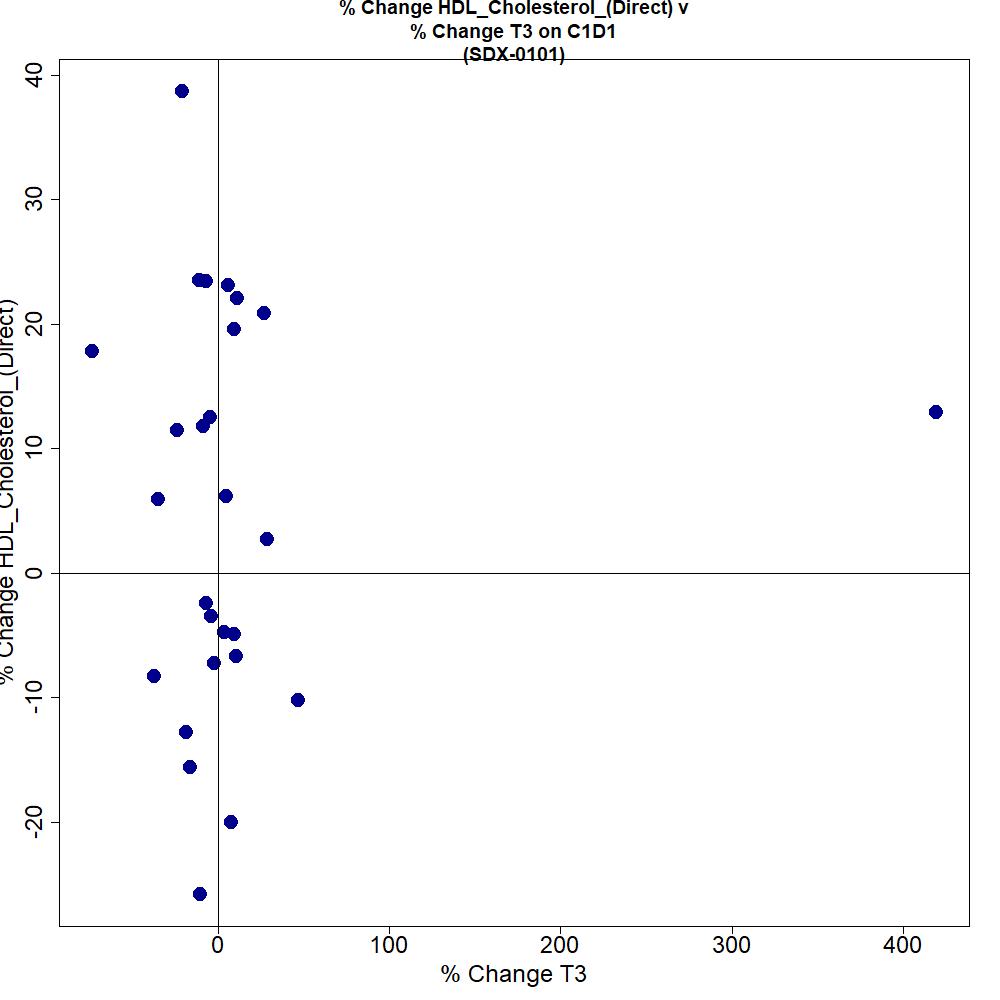 % Change HDL_Cholesterol_(Direct) v
% Change T3 on C1D1
(SDX-0101)
% Change HDL_Cholesterol_(Direct)
40
30
20
10
0
-10
-20
0 100 200 300 400
% Change T3